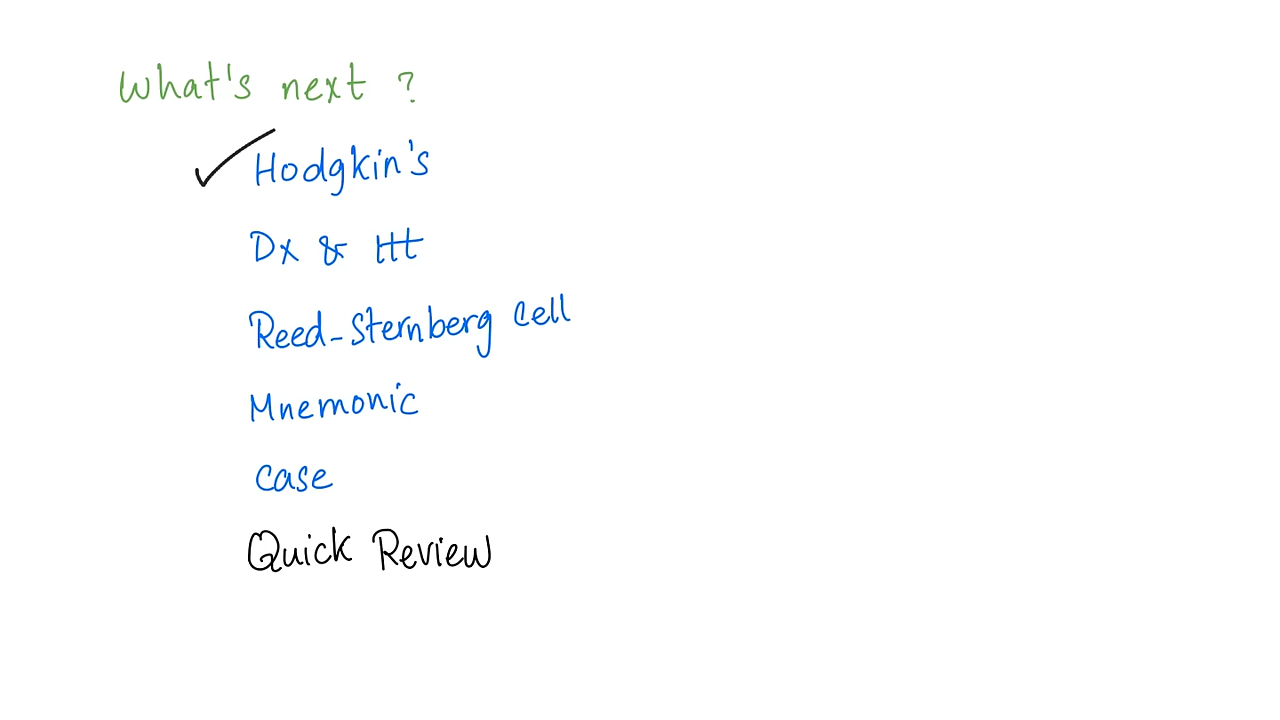 What's next ?
Hodgkin's
Dx & ttt
Reed-Sternberg cell
Mnemonic
case
Quick Review